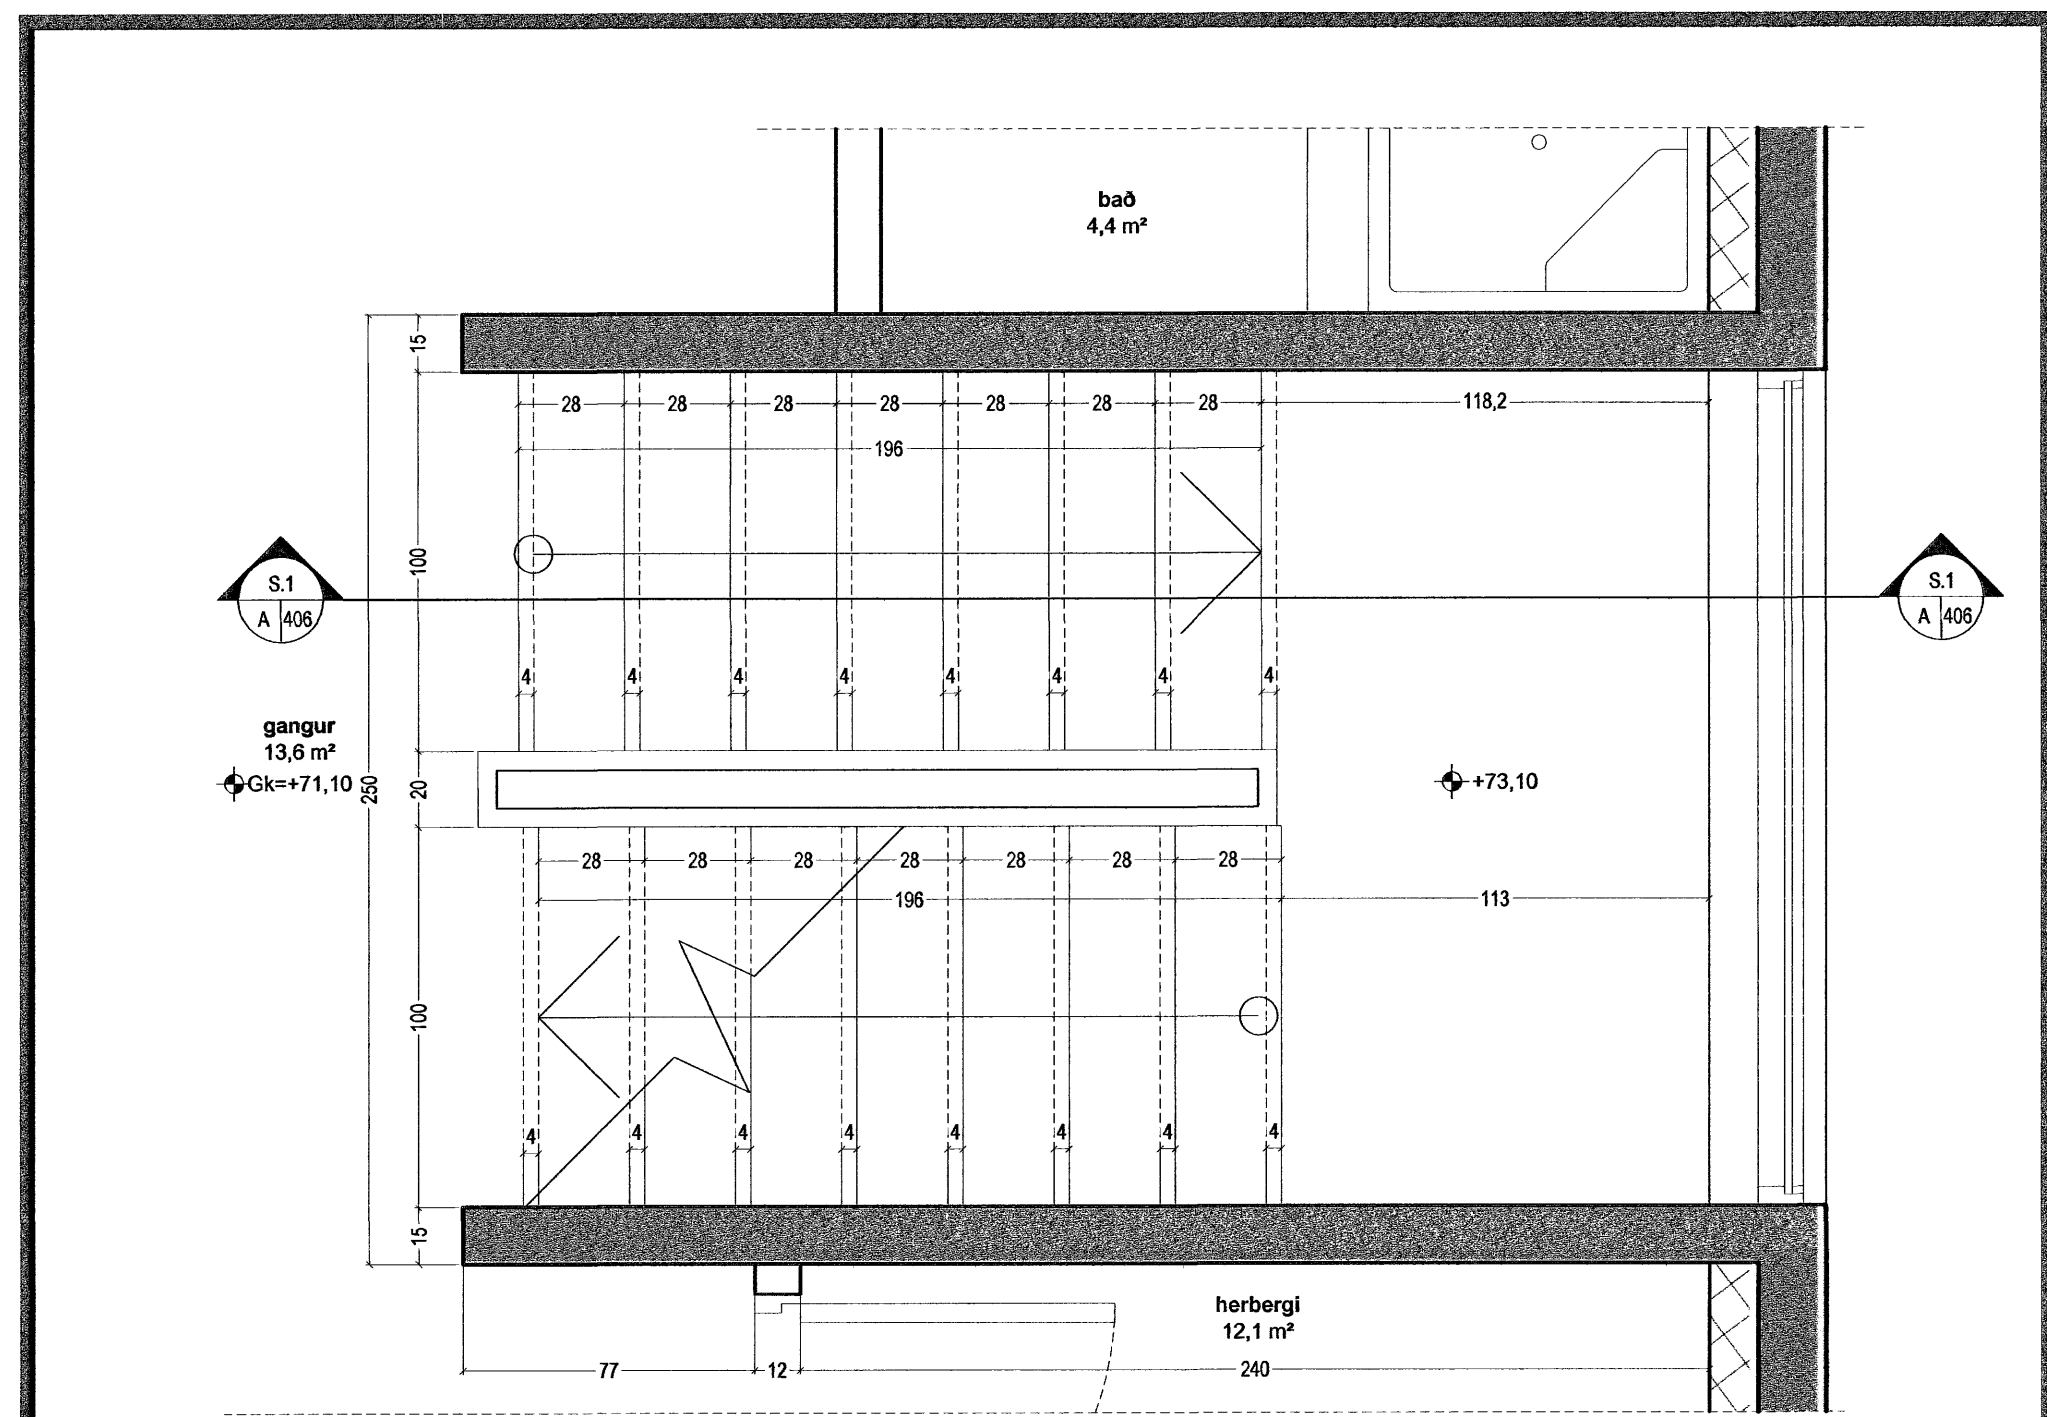 bað
4,4 m²
15
28 28 28 28 28 28 28 118,2
196
100
S.1
A 406
S.1
A 406
4 4 4 4 4 4 4 4
gangur
13,6 m²
Gk=+71,10
250
20
+73,10
28 28 28 28 28 28 28
196 113
100
4 4 4 4 4 4 4 4
15
herbergi
12,1 m²
77 12 240